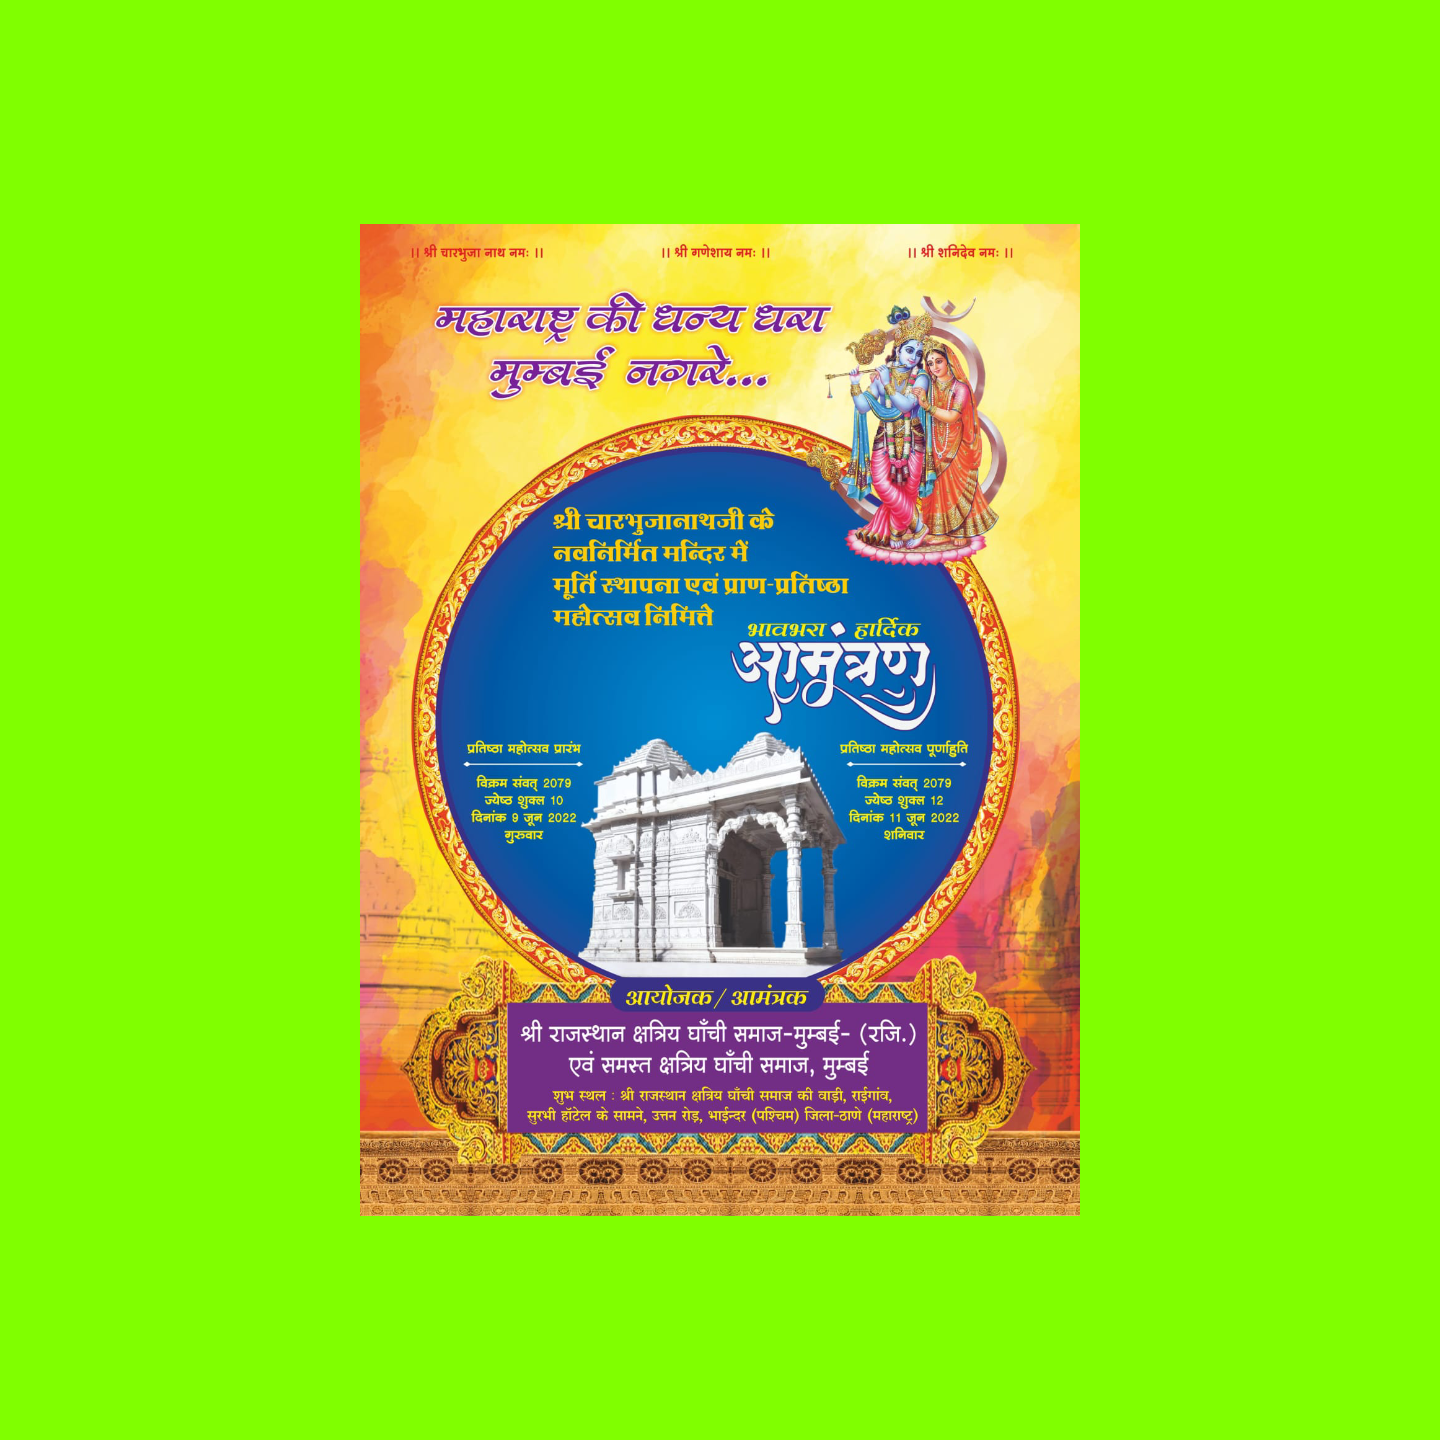 || श्री चारभुजा नाथ नमः ||
|| श्री गणेशाय नमः ||
|| श्री शनिदेव नमः ||
महाराष्ट्र की धन्य धरा
मुम्बई नगरे...
श्री चारभुजानाथजी के
नवनिर्मित मन्दिर में
मूर्ति स्थापना एवं प्राण-प्रतिष्ठा
महोत्सव निमित्ते
भावभरा हार्दिक
आमंत्रण
प्रतिष्ठा महोत्सव प्रारंभ
विक्रम संवत् 2079
ज्येष्ठ शुक्ल 10
दिनांक 9 जून 2022
गुरुवार
प्रतिष्ठा महोत्सव पूर्णाहुति
विक्रम संवत् 2079
ज्येष्ठ शुक्ल 12
दिनांक 11 जून 2022
शनिवार
आयोजक/आमंत्रक
श्री राजस्थान क्षत्रिय घाँची समाज-मुम्बई- (रजि.)
एवं समस्त क्षत्रिय घाँची समाज, मुम्बई
शुभ स्थल : श्री राजस्थान क्षत्रिय घाँची समाज की वाड़ी, राईगांव,
सुरभी हॉटेल के सामने, उत्तन रोड़, भाईन्दर (पश्चिम) जिला-ठाणे (महाराष्ट्र)